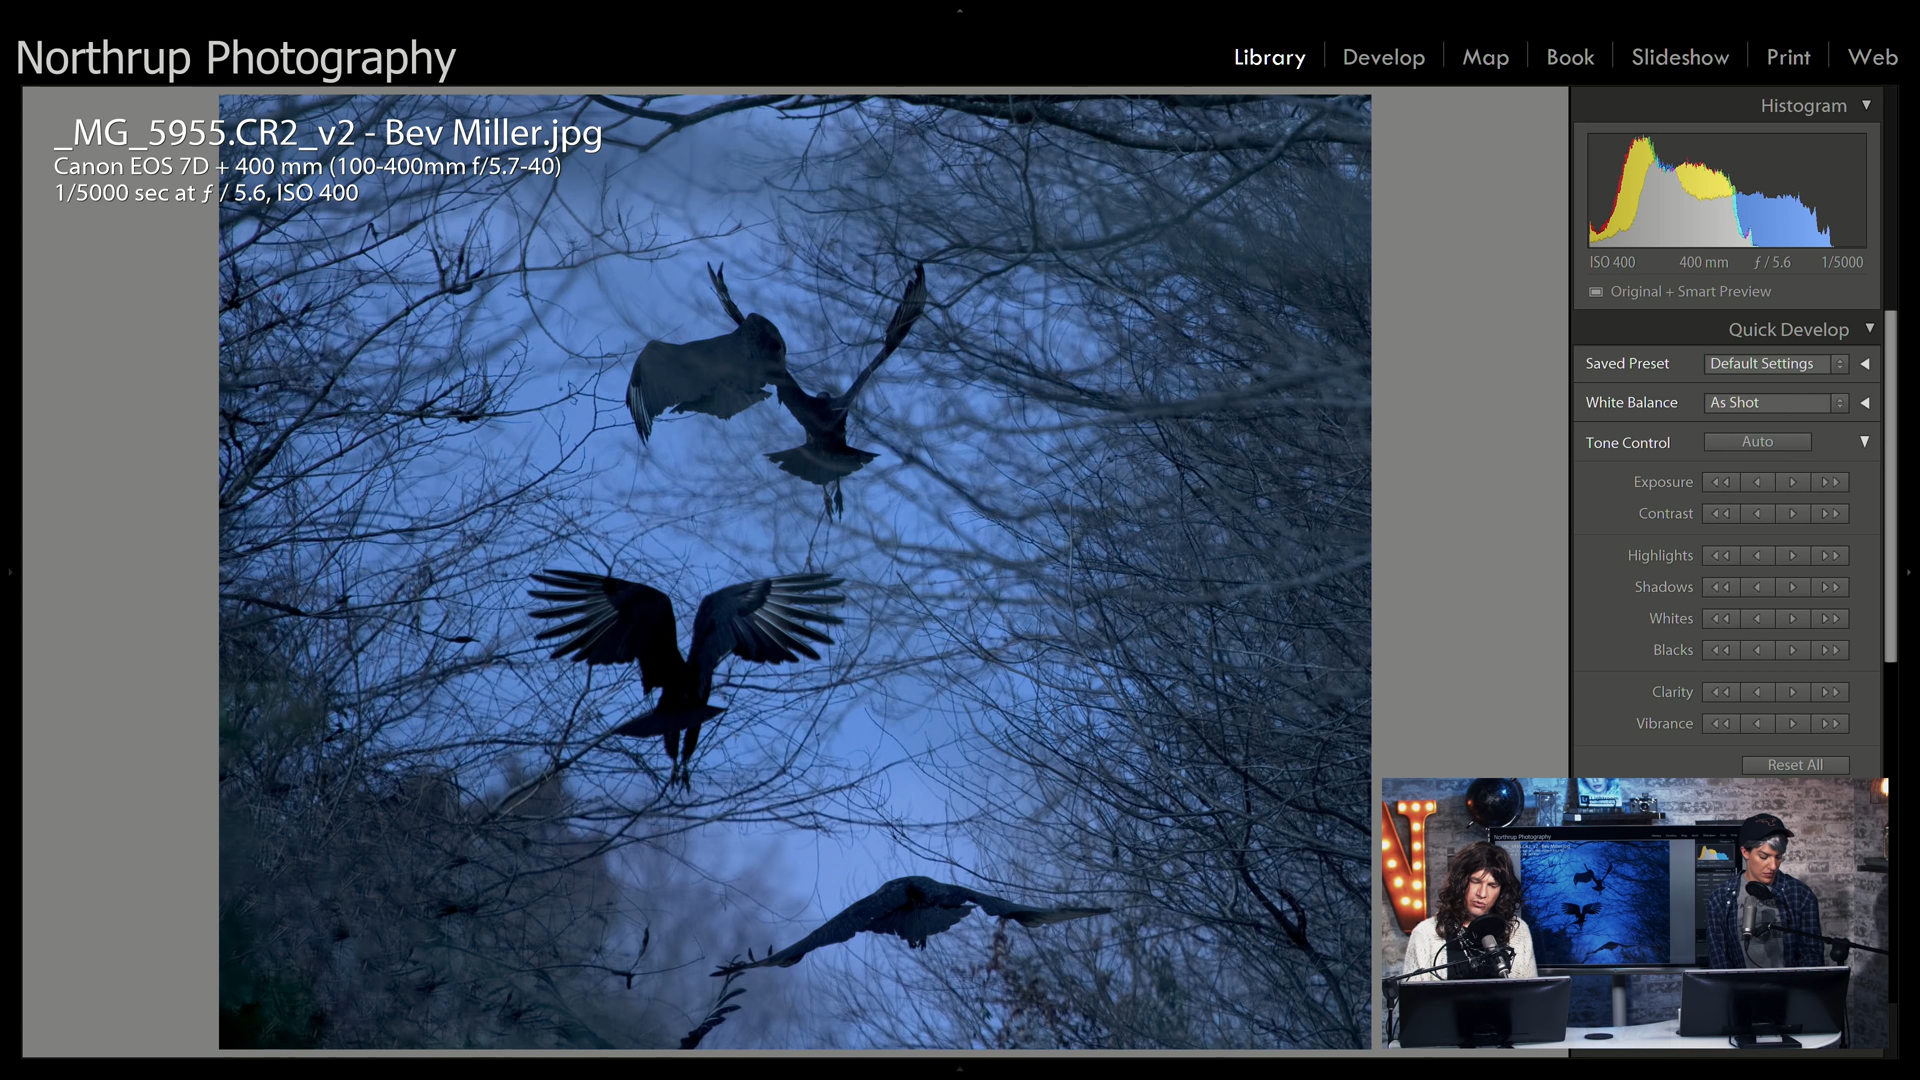 Northrup Photography
Library
Develop
Map
Book
Slideshow
Print
Web
_MG_5955.CR2_v2 - Bev Miller.jpg
Canon EOS 7D + 400 mm (100-400mm f/5.7-40)
1/5000 sec at ƒ / 5.6, ISO 400
Histogram
ISO 400 400 mm ƒ / 5.6 1/5000
Original + Smart Preview
Quick Develop
Saved Preset Default Settings
White Balance As Shot
Tone Control Auto
Exposure
Contrast
Highlights
Shadows
Whites
Blacks
Clarity
Vibrance
Reset All
Northrup Photography
N